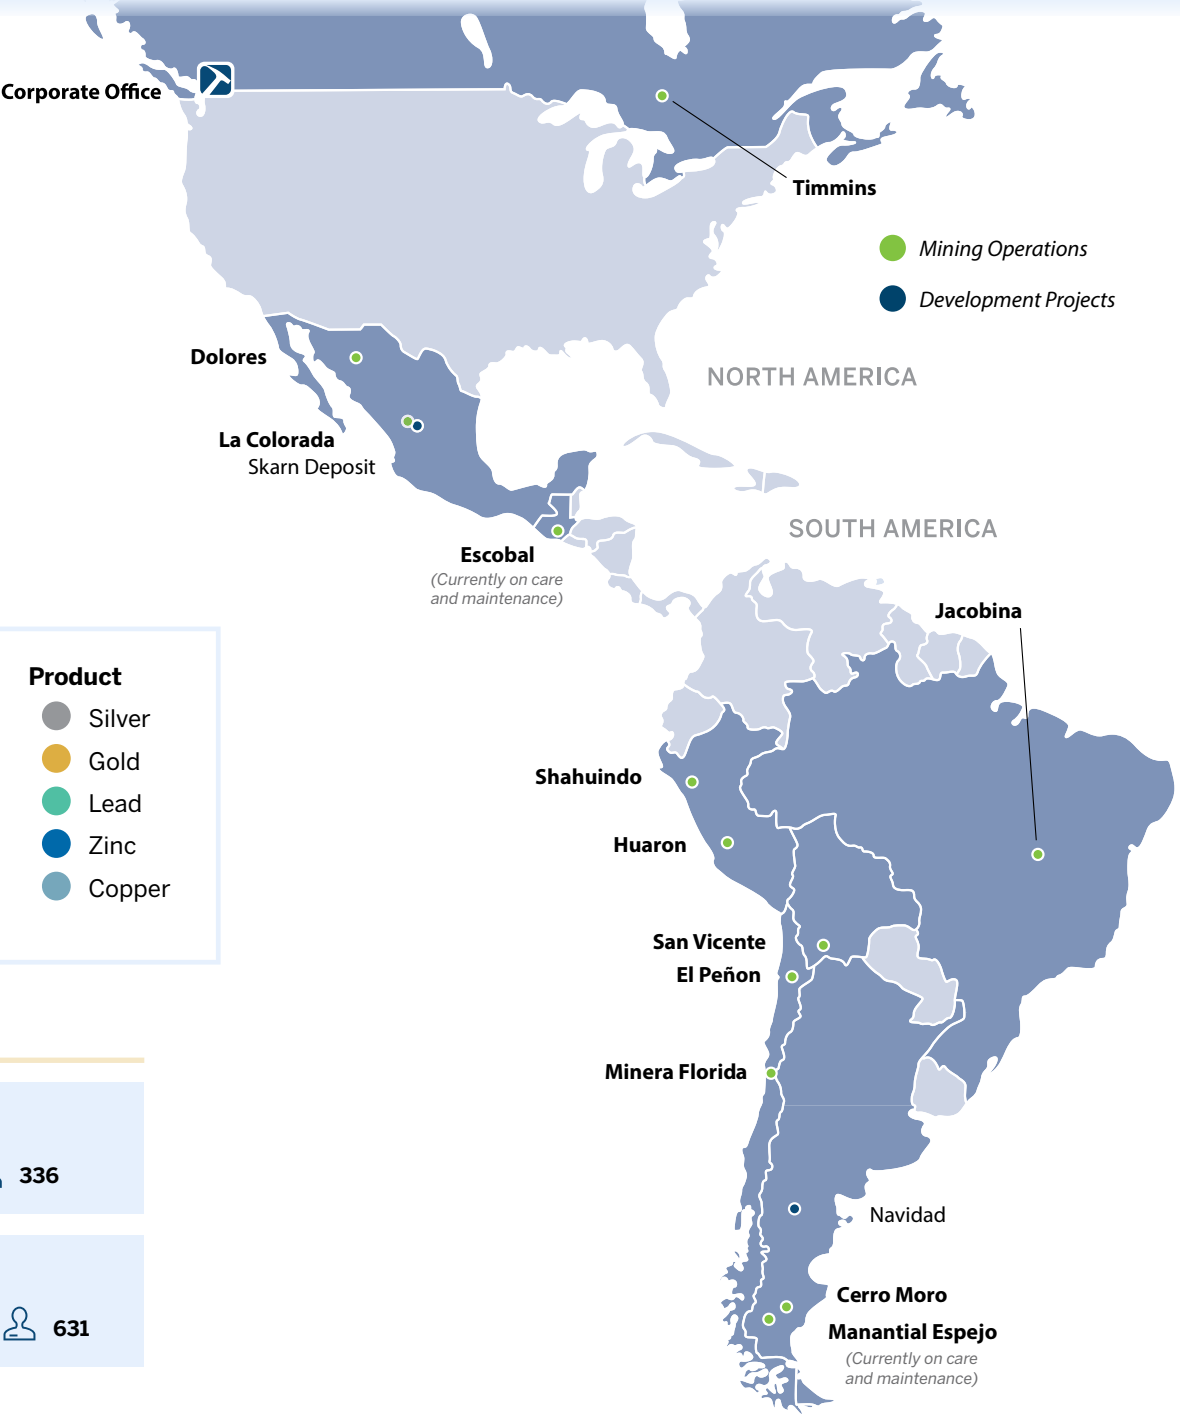 Corporate Office
Timmins
Mining Operations
Development Projects
Dolores
NORTH AMERICA
La Colorada
Skarn Deposit
SOUTH AMERICA
Escobal
(Currently on care
and maintenance)
Jacobina
Product
Silver
Gold
Lead
Zinc
Copper
Shahuindo
Huaron
San Vicente
El Peñon
Minera Florida
336
Navidad
Cerro Moro
631
Manantial Espejo
(Currently on care
and maintenance)